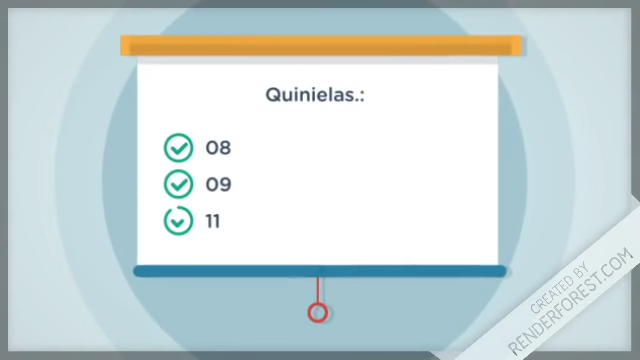 Quinielas.:
08
09
11
CREATED BY
RENDERFOREST.COM